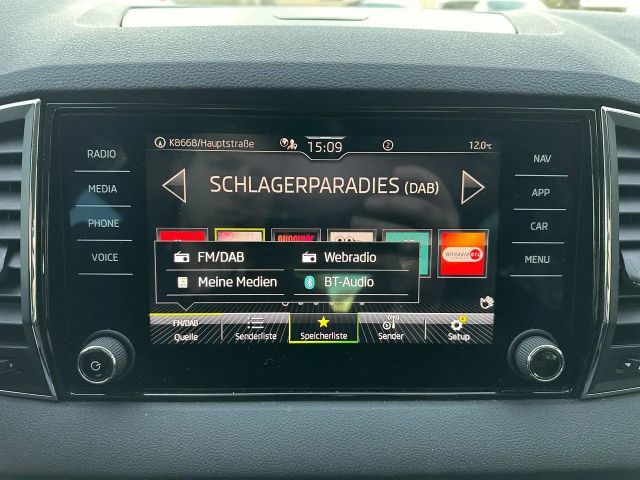 K8668/Hauptstraße
15:09
2
12.0°C
RADIO
MEDIA
PHONE
VOICE
SCHLAGERPARADIES (DAB)
NAV
APP
CAR
MENU
FM/DAB
Webradio
Meine Medien
BT-Audio
FM/DAB
Quelle
Senderliste
Speicherliste
Sender
Setup